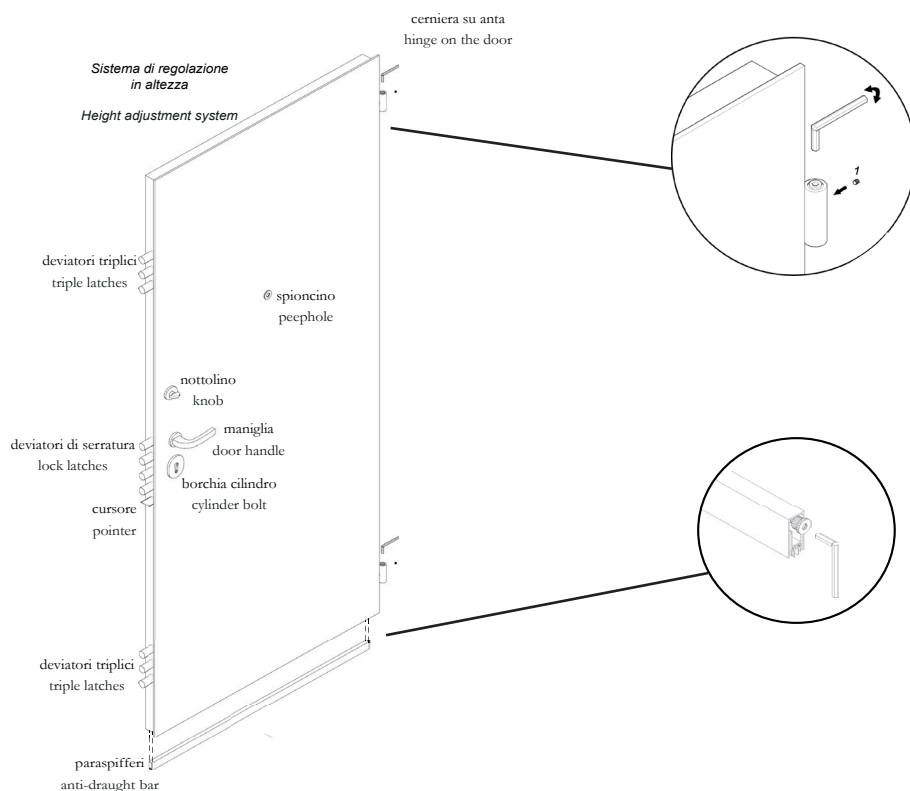 cerniera su anta
hinge on the door
Sistema di regolazione
in altezza
Height adjustment system
1
deviatori triplici
triple latches
spioncino
peephole
nottolino
knob
maniglia
door handle
deviatori di serratura
lock latches
borchia cilindro
cylinder bolt
cursore
pointer
deviatori triplici
triple latches
paraspifferi
anti-draught bar